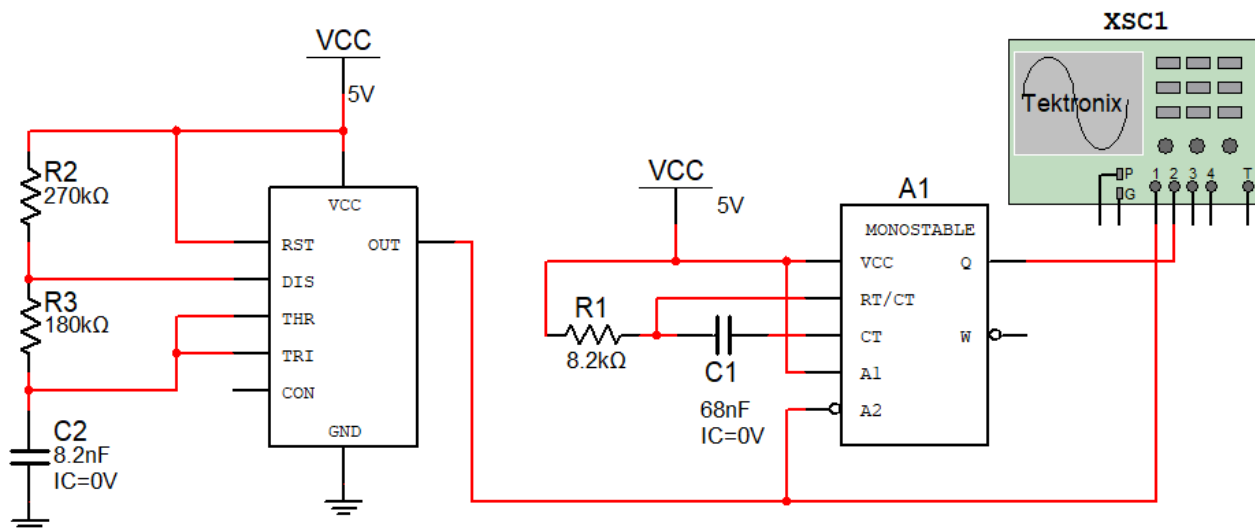 XSC1
Tektronix
P
G
1 2 3 4 T
VCC
5V
R2
270kΩ
R3
180kΩ
C2
8.2nF
IC=0V
VCC
RST OUT
DIS
THR
TRI
CON
GND
VCC
5V
R1
8.2kΩ
C1
68nF
IC=0V
A1
MONOSTABLE
VCC Q
RT/CT
CT W
A1
A2